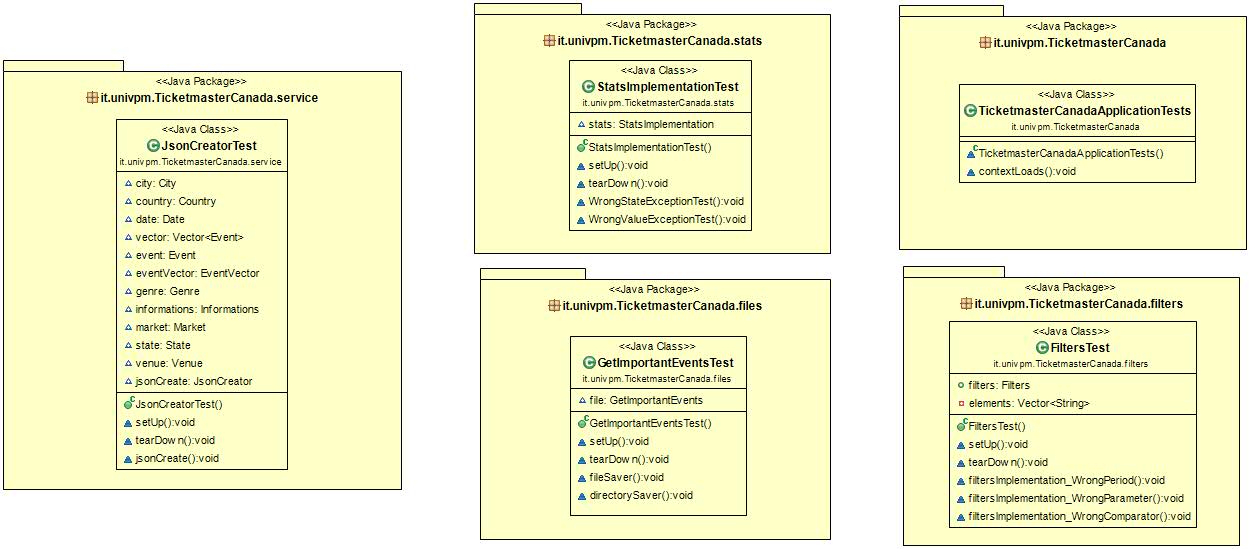 <<Java Package>>
it.univpm.TicketmasterCanada.service
<<Java Class>>
JsonCreatorTest
it.univpm.TicketmasterCanada.service
city: City
country: Country
date: Date
vector: Vector<Event>
event: Event
eventVector: EventVector
genre: Genre
informations: Informations
market: Market
state: State
venue: Venue
jsonCreate: JsonCreator
JsonCreatorTest()
setUp():void
tearDown():void
jsonCreate():void
<<Java Package>>
it.univpm.TicketmasterCanada.stats
<<Java Class>>
StatsImplementationTest
it.univpm.TicketmasterCanada.stats
stats: StatsImplementation
StatsImplementationTest()
setUp():void
tearDown():void
WrongStateExceptionTest():void
WrongValueExceptionTest():void
<<Java Package>>
it.univpm.TicketmasterCanada.files
<<Java Class>>
GetImportantEventsTest
it.univpm.TicketmasterCanada.files
file: GetImportantEvents
GetImportantEventsTest()
setUp():void
tearDown():void
fileSaver():void
directorySaver():void
<<Java Package>>
it.univpm.TicketmasterCanada
<<Java Class>>
TicketmasterCanadaApplicationTests
it.univpm.TicketmasterCanada
TicketmasterCanadaApplicationTests()
contextLoads():void
<<Java Package>>
it.univpm.TicketmasterCanada.filters
<<Java Class>>
FiltersTest
it.univpm.TicketmasterCanada.filters
filters: Filters
elements: Vector<String>
FiltersTest()
setUp():void
tearDown():void
filtersImplementation_WrongPeriod():void
filtersImplementation_WrongParameter():void
filtersImplementation_WrongComparator():void